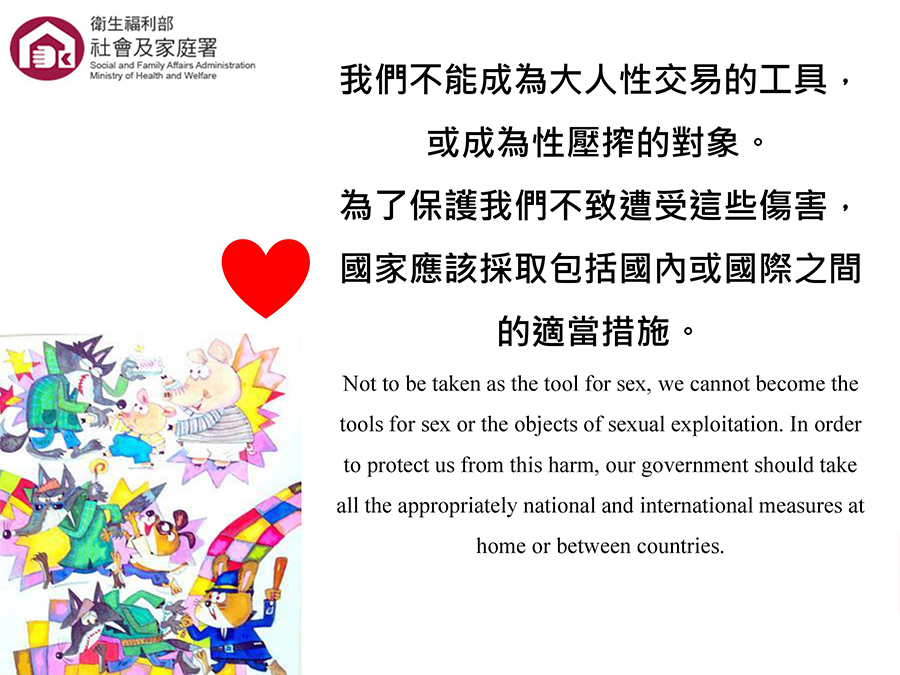 衛生福利部
社會及家庭署
Social and Family Affairs Administration
Ministry of Health and Welfare
我們不能成為大人性交易的工具，
或成為性壓搾的對象。
為了保護我們不致遭受這些傷害，
國家應該採取包括國內或國際之間
的適當措施。
Not to be taken as the tool for sex, we cannot become the
tools for sex or the objects of sexual exploitation. In order
to protect us from this harm, our government should take
all the appropriately national and international measures at
home or between countries.